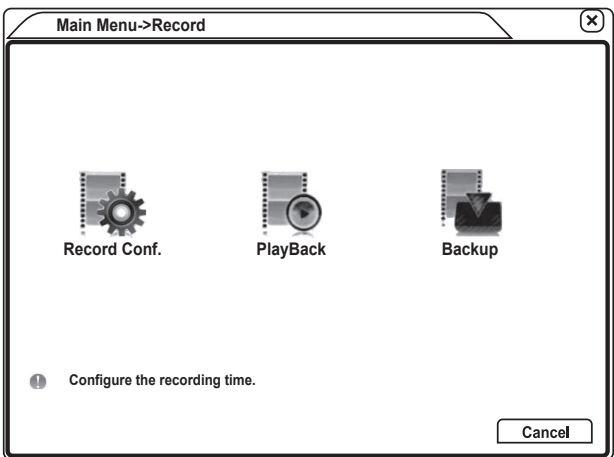 Main Menu->Record
Record Conf.
PlayBack
Backup
Configure the recording time.
Cancel